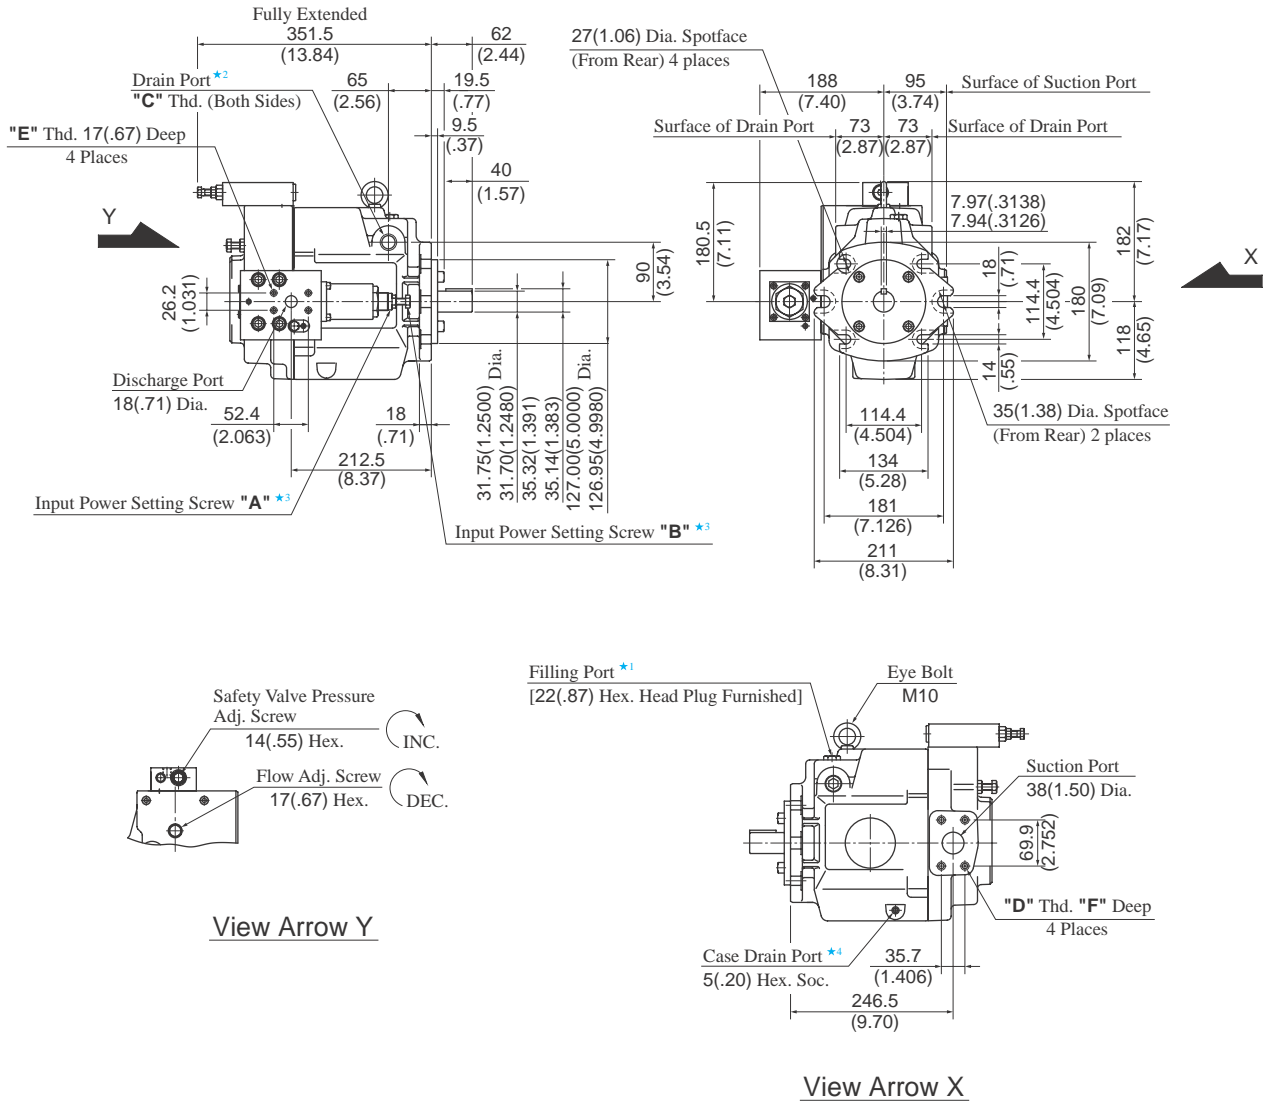 Fully Extended
351.5
(13.84)
62
(2.44)
Drain Port ★2
"C" Thd. (Both Sides)
65
(2.56)
19.5
(.77)
"E" Thd. 17(.67) Deep
4 Places
9.5
(.37)
40
(1.57)
Y
90
(3.54)
26.2
(1.031)
Discharge Port
18(.71) Dia.
52.4
(2.063)
18
(.71)
212.5
(8.37)
31.75(1.2500) Dia.
31.70(1.2480)
35.32(1.391)
35.14(1.383)
127.00(5.0000) Dia.
126.95(4.9980)
Input Power Setting Screw "A" ★3
Input Power Setting Screw "B" ★3
27(1.06) Dia. Spotface
(From Rear) 4 places
188
(7.40)
95
(3.74)
Surface of Suction Port
Surface of Drain Port
73
(2.87)
73
(2.87)
Surface of Drain Port
7.97(.3138)
7.94(.3126)
180.5
(7.11)
182
(7.17)
X
18
(.71)
114.4
(4.504)
180
(7.09)
118
(4.65)
14
(.55)
114.4
(4.504)
35(1.38) Dia. Spotface
(From Rear) 2 places
134
(5.28)
181
(7.126)
211
(8.31)
Safety Valve Pressure
Adj. Screw
14(.55) Hex.
INC.
Flow Adj. Screw
17(.67) Hex.
DEC.
View Arrow Y
Filling Port ★1
[22(.87) Hex. Head Plug Furnished]
Eye Bolt
M10
Suction Port
38(1.50) Dia.
69.9
(2.752)
"D" Thd. "F" Deep
4 Places
Case Drain Port ★4
5(.20) Hex. Soc.
35.7
(1.406)
246.5
(9.70)
View Arrow X